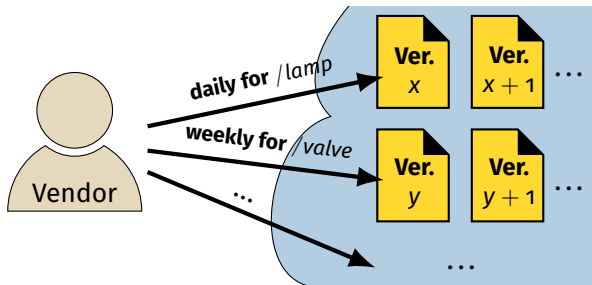 daily for /lamp
Ver. x
Ver. x + 1
...
weekly for /valve
Vendor
Ver. y
Ver. y + 1
...
...
...